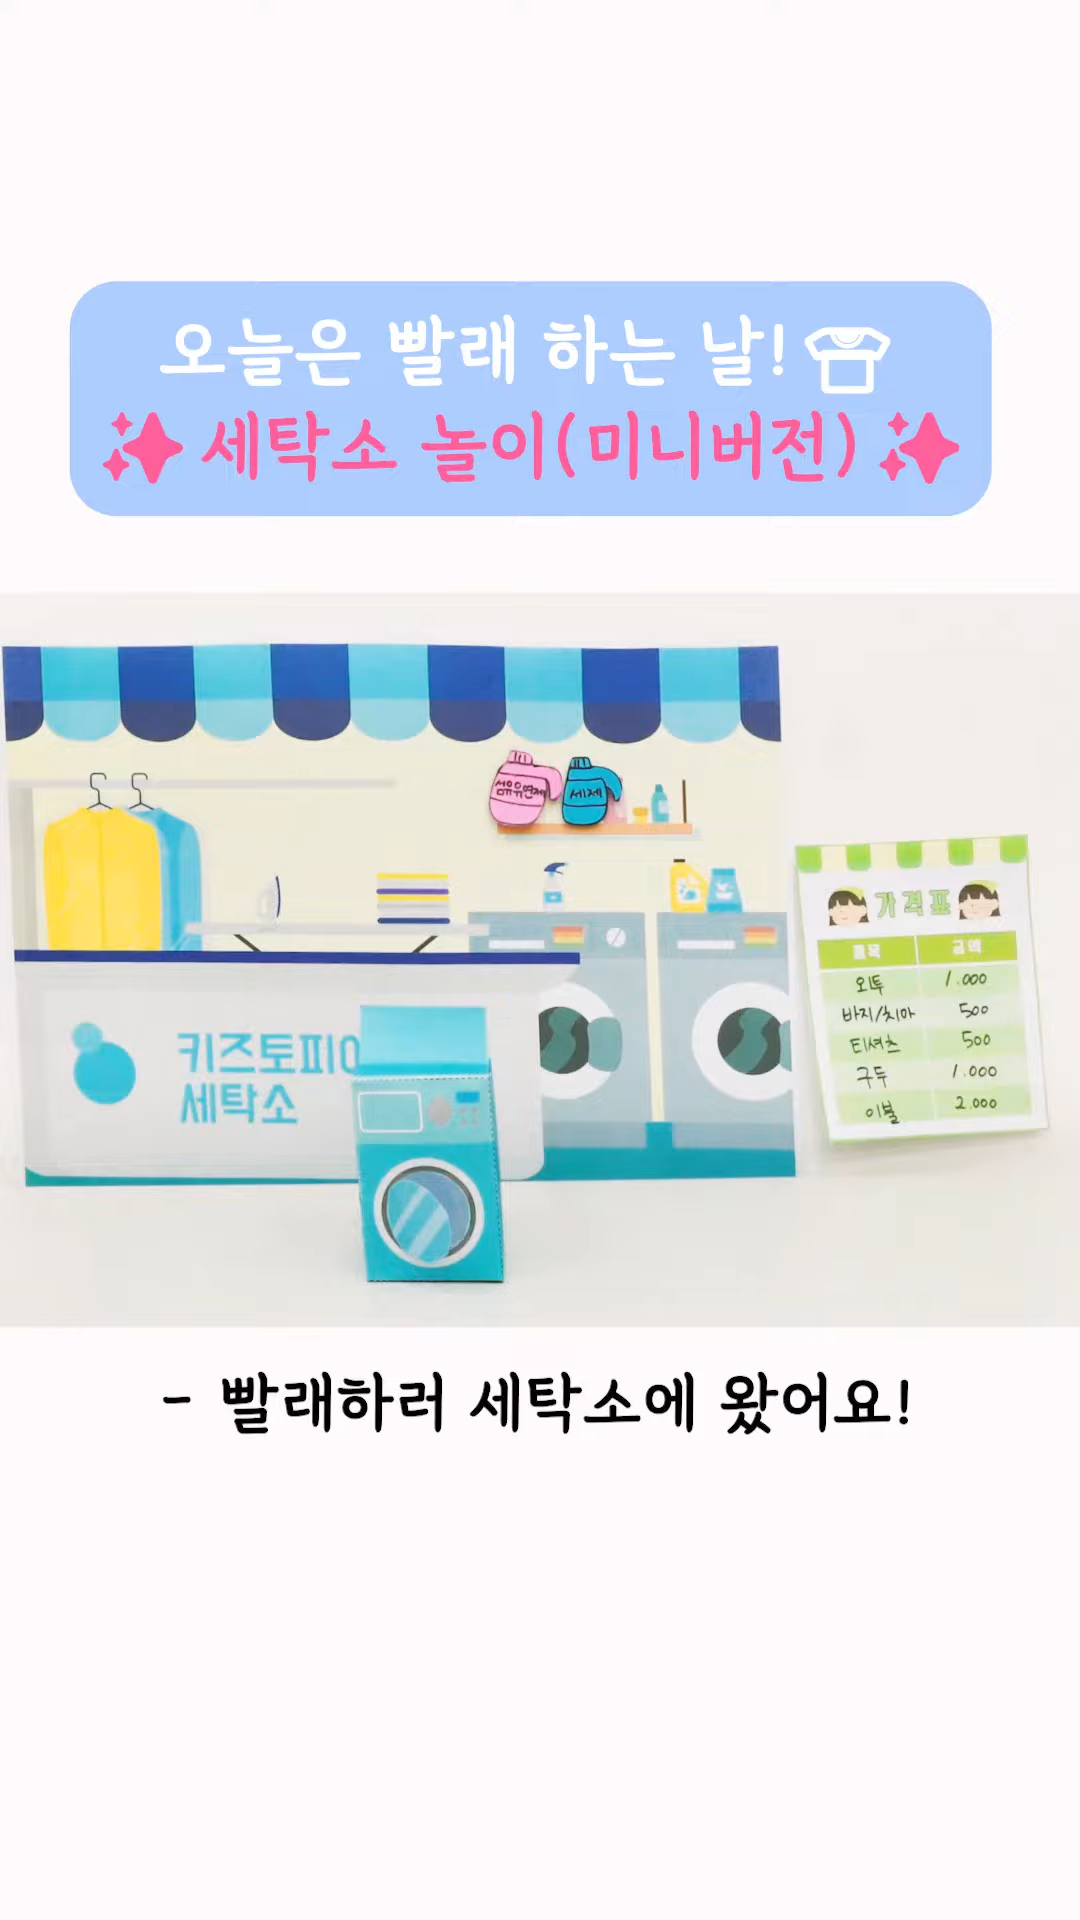 오늘은 빨래 하는 날!
세탁소 놀이(미니버전)
섬유연제
세제
가격표
품목 금액
외투 1.000
바지/치마 500
티셔츠 500
구두 1.000
이불 2.000
키즈토피아
세탁소
- 빨래하러 세탁소에 왔어요!